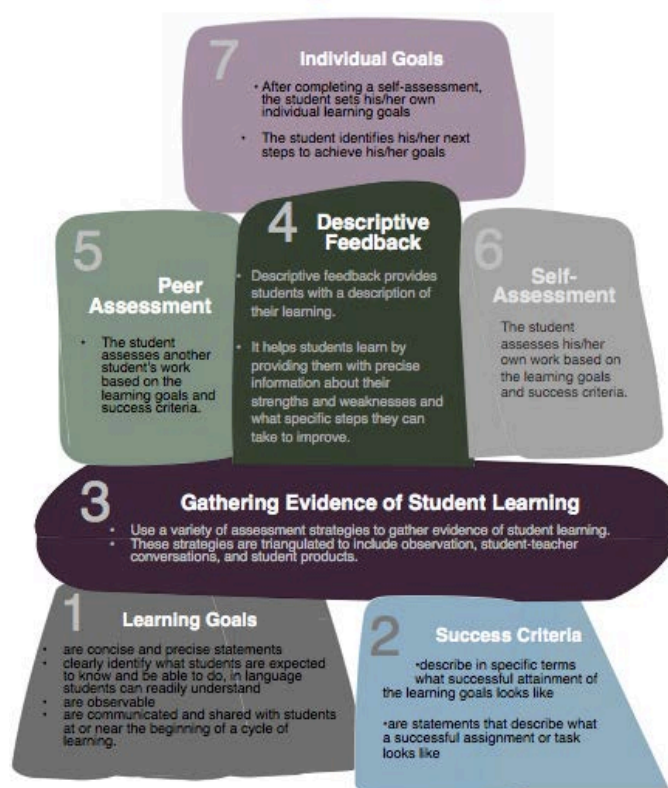 7
Individual Goals
• After completing a self-assessment,
the student sets his/her own
individual learning goals
• The student identifies his/her next
steps to achieve his/her goals
4
Descriptive
Feedback
• Descriptive feedback provides
students with a description of
their learning.
• It helps students learn by
providing them with precise
information about their
strengths and weaknesses and
what specific steps they can
take to improve.
5
Peer
Assessment
• The student
assesses another
student's work
based on the
learning goals and
success criteria.
6
Self-
Assessment
The student
assesses his/her
own work based on
the learning goals
and success criteria.
3
Gathering Evidence of Student Learning
• Use a variety of assessment strategies to gather evidence of student learning.
• These strategies are triangulated to include observation, student-teacher
conversations, and student products.
1
Learning Goals
• are concise and precise statements
• clearly identify what students are expected
to know and be able to do, in language
students can readily understand
• are observable
• are communicated and shared with students
at or near the beginning of a cycle of
learning.
2
Success Criteria
•describe in specific terms
what successful attainment of
of the learning goals looks like
•are statements that describe what
a successful assignment or task
looks like